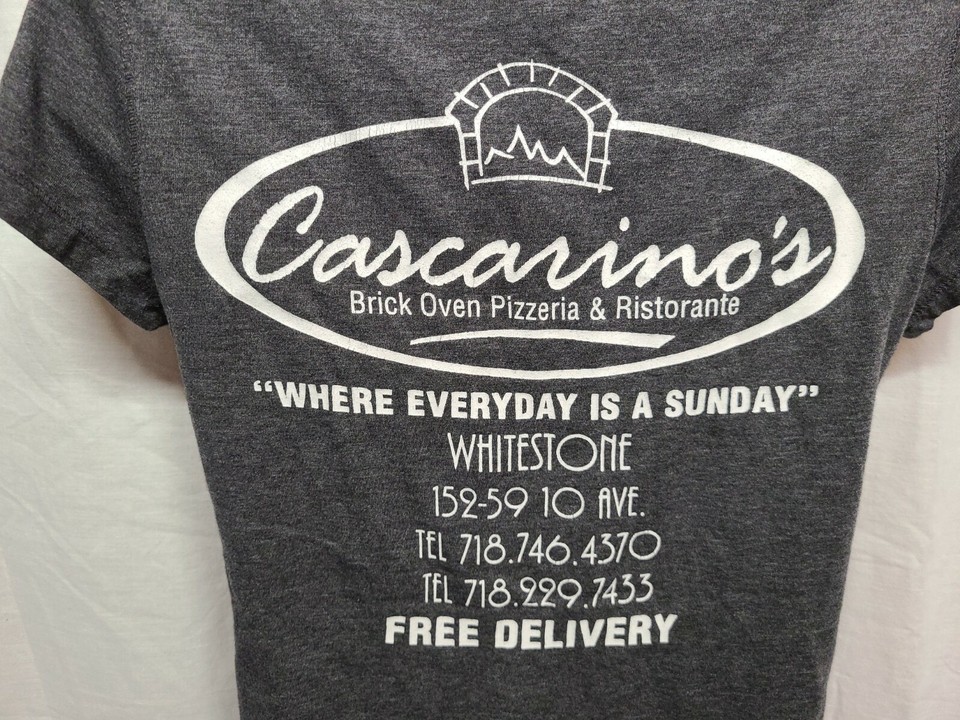 Cascarino's
Brick Oven Pizzeria & Ristorante
“WHERE EVERYDAY IS A SUNDAY”
WHITESTONE
152-59 10 AVE.
TEL 718.746.4370
TEL 718.229.7433
FREE DELIVERY